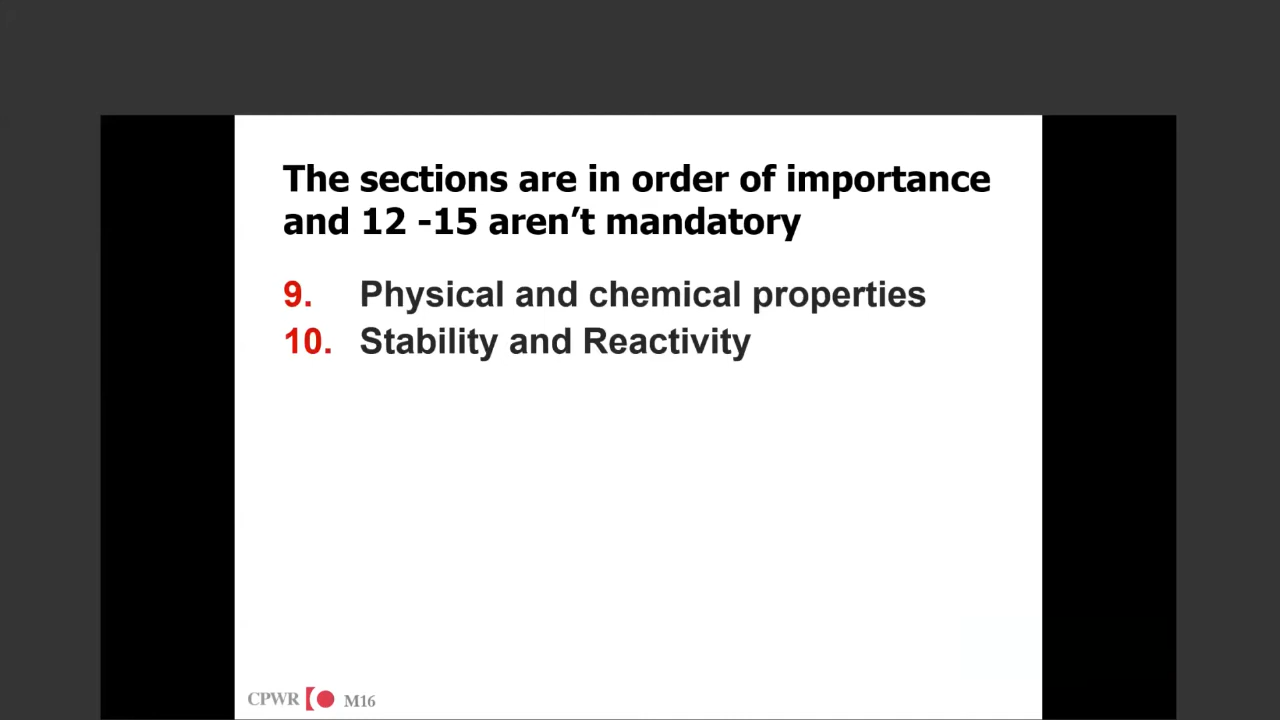 The sections are in order of importance
and 12 -15 aren’t mandatory
9. Physical and chemical properties
10. Stability and Reactivity
CPWR M16